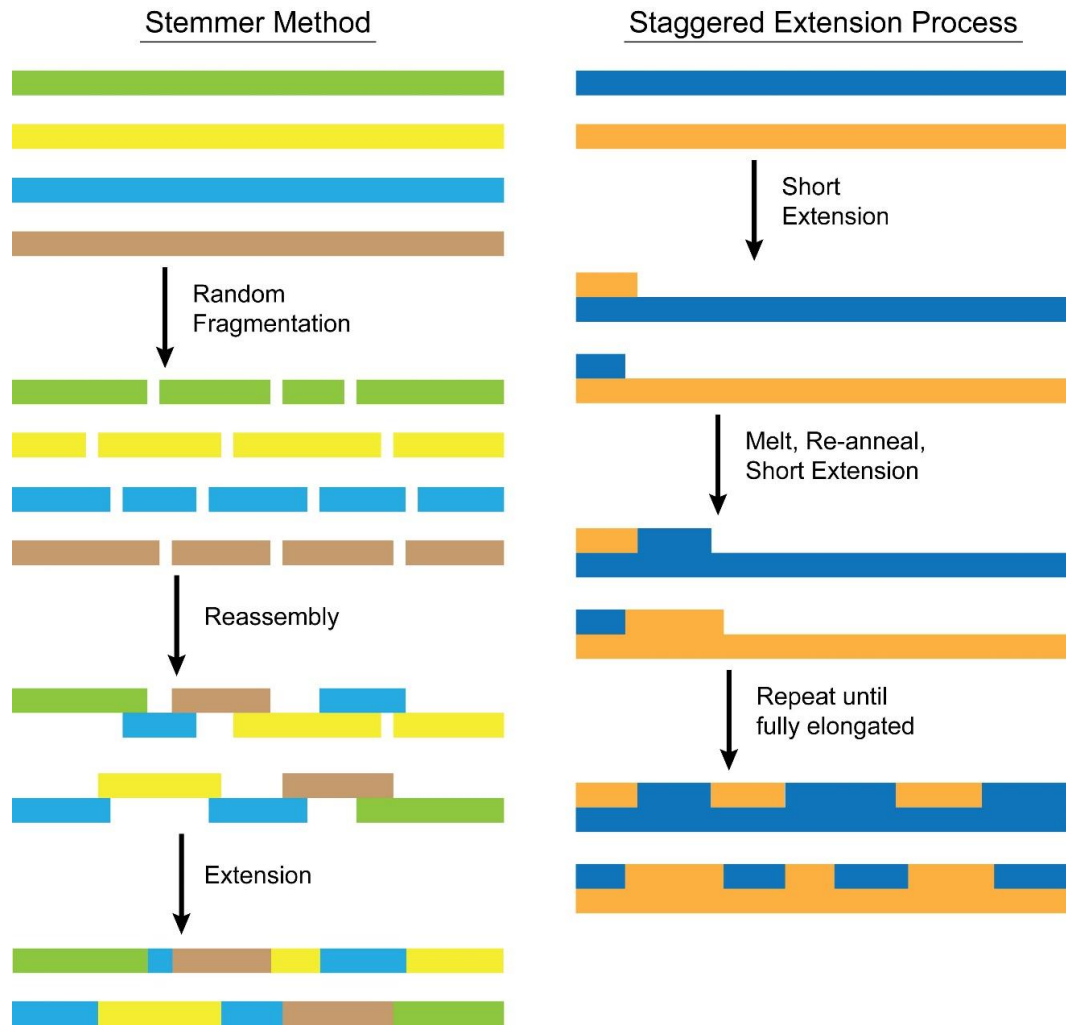 Stemmer Method
Random
Fragmentation
Reassembly
Extension
Staggered Extension Process
Short
Extension
Melt, Re-anneal,
Short Extension
Repeat until
fully elongated